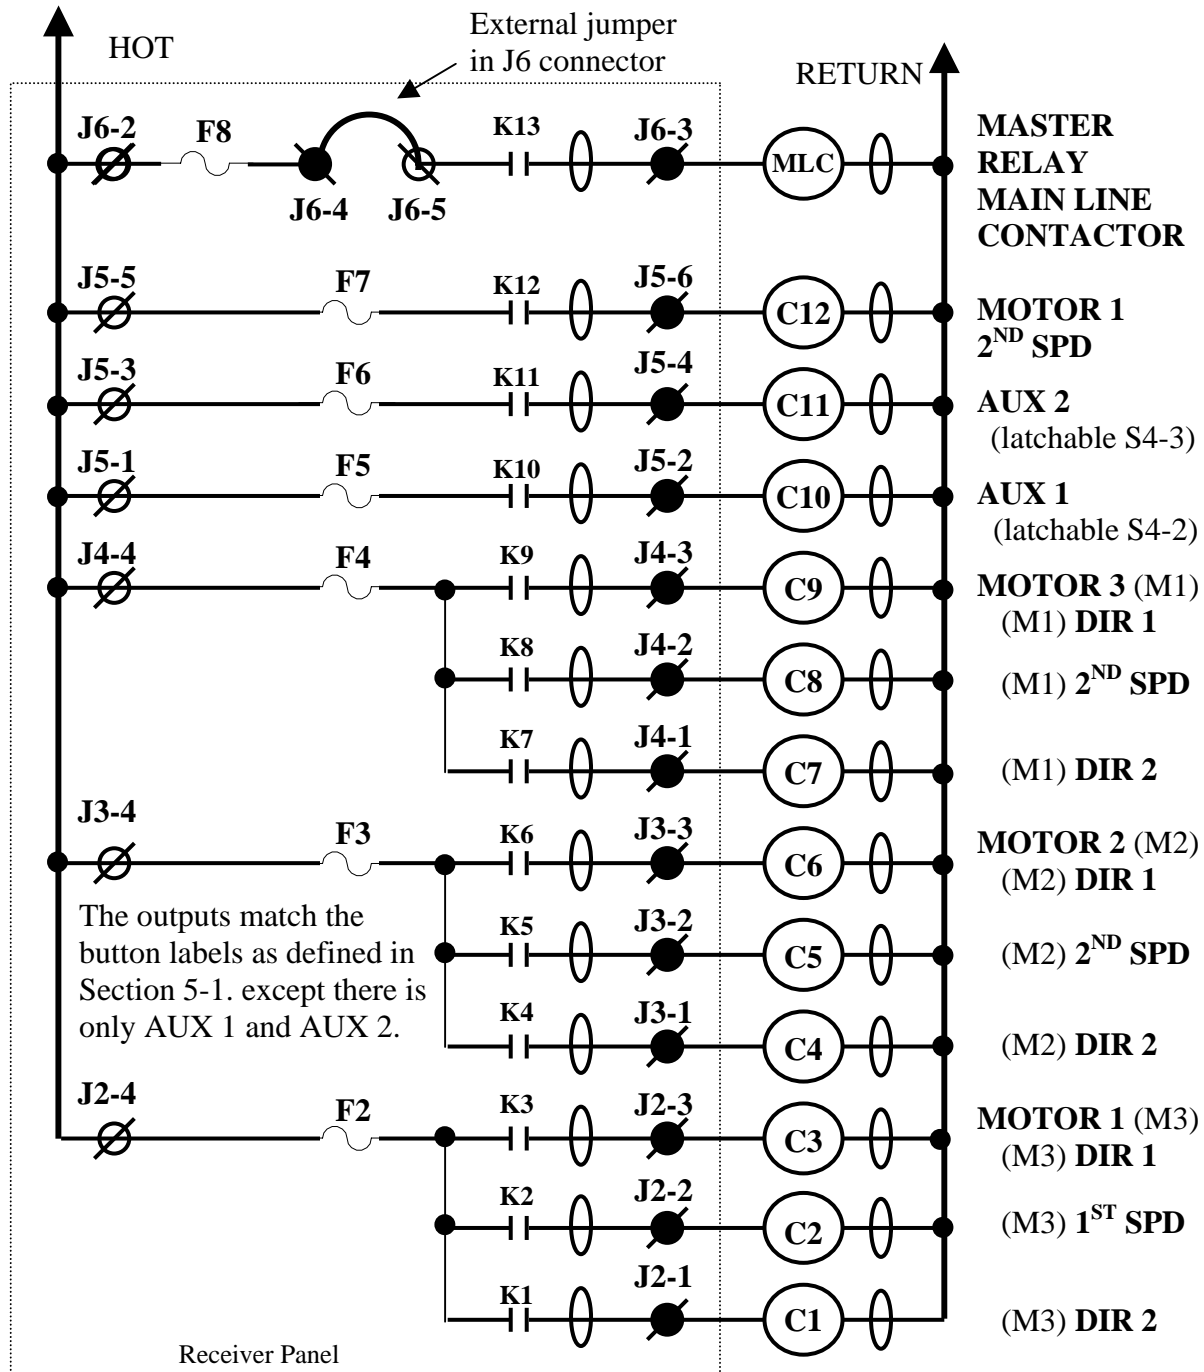 HOT
External jumper
in J6 connector
RETURN
J6-2
F8
J6-4
J6-5
K13
J6-3
MLC
MASTER
RELAY
MAIN LINE
CONTACTOR
J5-5
F7
K12
J5-6
C12
MOTOR 1
2ND SPD
J5-3
F6
K11
J5-4
C11
AUX 2
(latchable S4-3)
J5-1
F5
K10
J5-2
C10
AUX 1
(latchable S4-2)
J4-4
F4
K9
J4-3
C9
MOTOR 3 (M1)
(M1) DIR 1
K8
J4-2
C8
(M1) 2ND SPD
K7
J4-1
C7
(M1) DIR 2
J3-4
F3
K6
J3-3
C6
MOTOR 2 (M2)
(M2) DIR 1
The outputs match the
button labels as defined in
Section 5-1. except there is
only AUX 1 and AUX 2.
K5
J3-2
C5
(M2) 2ND SPD
K4
J3-1
C4
(M2) DIR 2
J2-4
F2
K3
J2-3
C3
MOTOR 1 (M3)
(M3) DIR 1
K2
J2-2
C2
(M3) 1ST SPD
K1
J2-1
C1
(M3) DIR 2
Receiver Panel